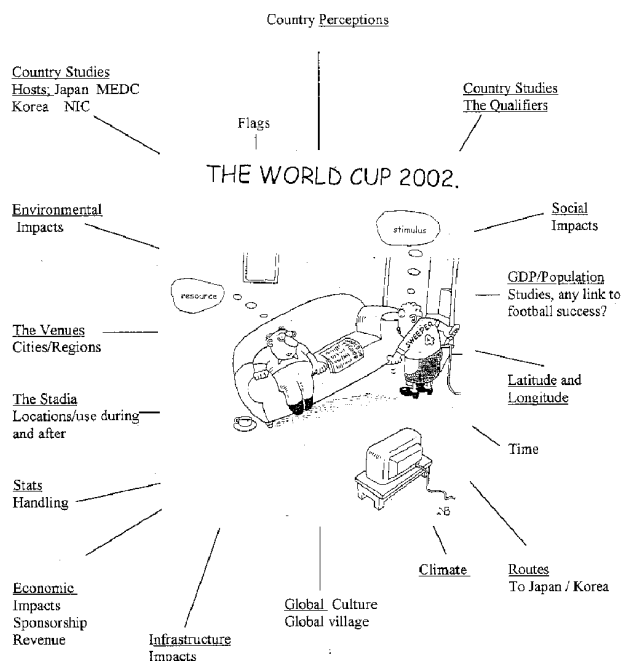 Country Perceptions
Country Studies
Hosts; Japan MEDC
Korea NIC
Country Studies
The Qualifiers
Flags
THE WORLD CUP 2002.
Environmental
Impacts
stimulus
Social
Impacts
resource
GDP/Population
Studies, any link to
football success?
SWEEPER
The Venues
Cities/Regions
Latitude and
Longitude
The Stadia
Locations/use during
and after
Time
Stats
Handling
Climate
Routes
To Japan / Korea
Economic
Impacts
Sponsorship
Revenue
Global Culture
Global village
Infrastructure
Impacts